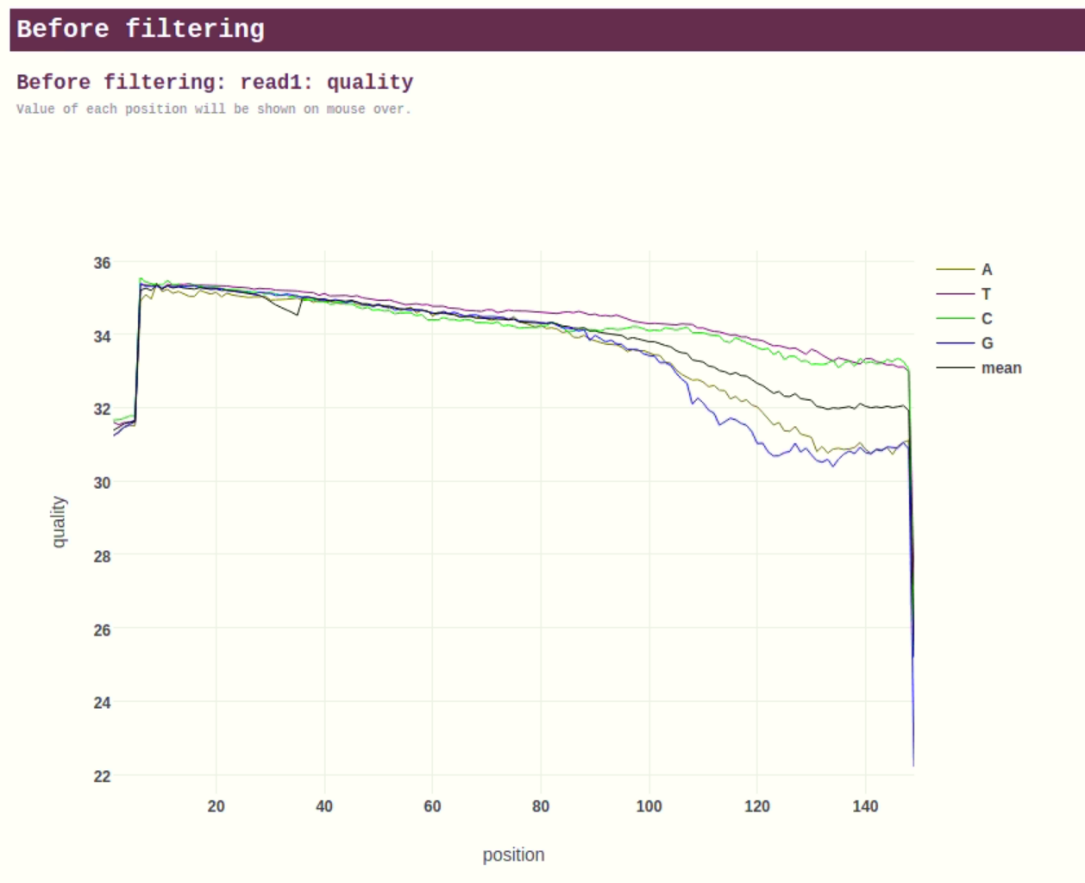 Before filtering
Before filtering: read1: quality
Value of each position will be shown on mouse over.
36
34
32
30
28
26
24
22
quality
20 40 60 80 100 120 140
position
A
T
C
G
mean